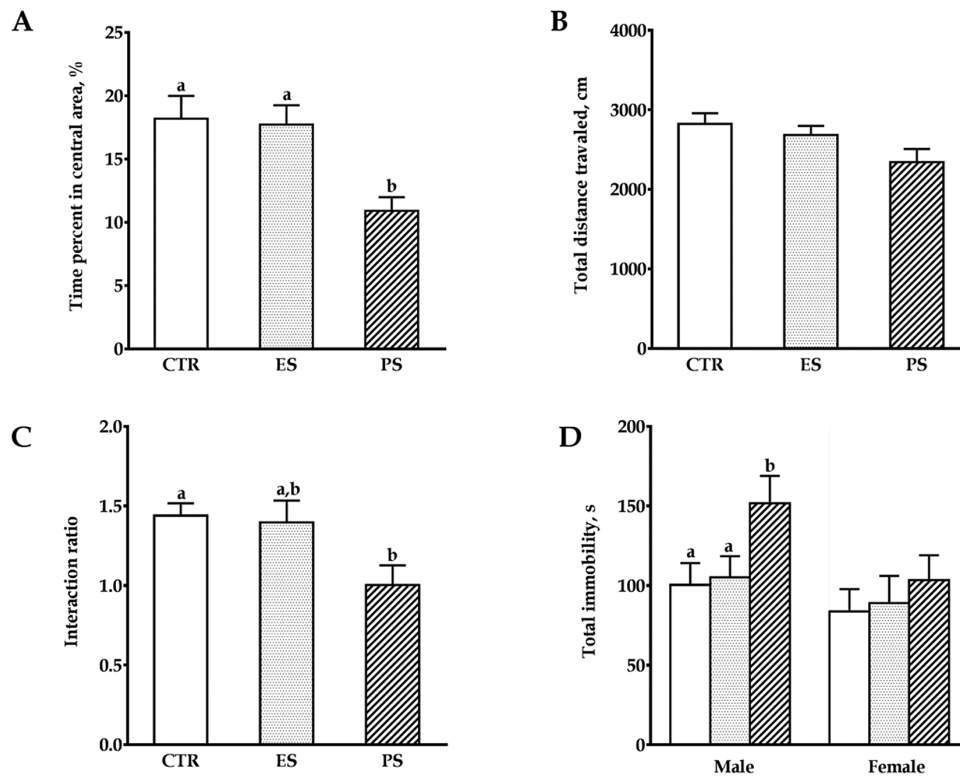 A
Time percent in central area, %
25
20
15
10
5
0
a
a
b
CTR ES PS
B
Total distance travaled, cm
4000
3000
2000
1000
0
CTR ES PS
C
Interaction ratio
2.0
1.5
1.0
0.5
0.0
a
a,b
b
CTR ES PS
D
Total immobility, s
200
150
100
50
0
a
a
b
Male Female